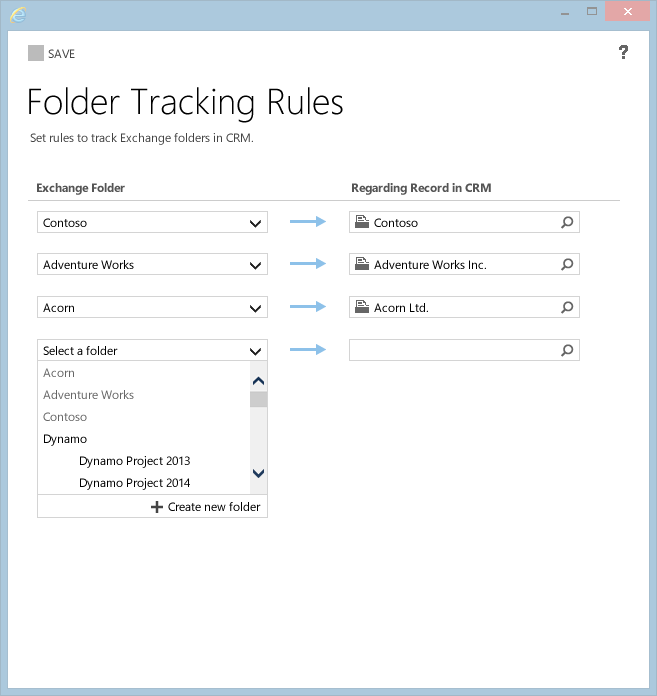 SAVE
?
Folder Tracking Rules
Set rules to track Exchange folders in CRM.
Exchange Folder Regarding Record in CRM
Contoso Contoso
Adventure Works Adventure Works Inc.
Acorn Acorn Ltd.
Select a folder
Acorn
Adventure Works
Contoso
Dynamo
Dynamo Project 2013
Dynamo Project 2014
Create new folder